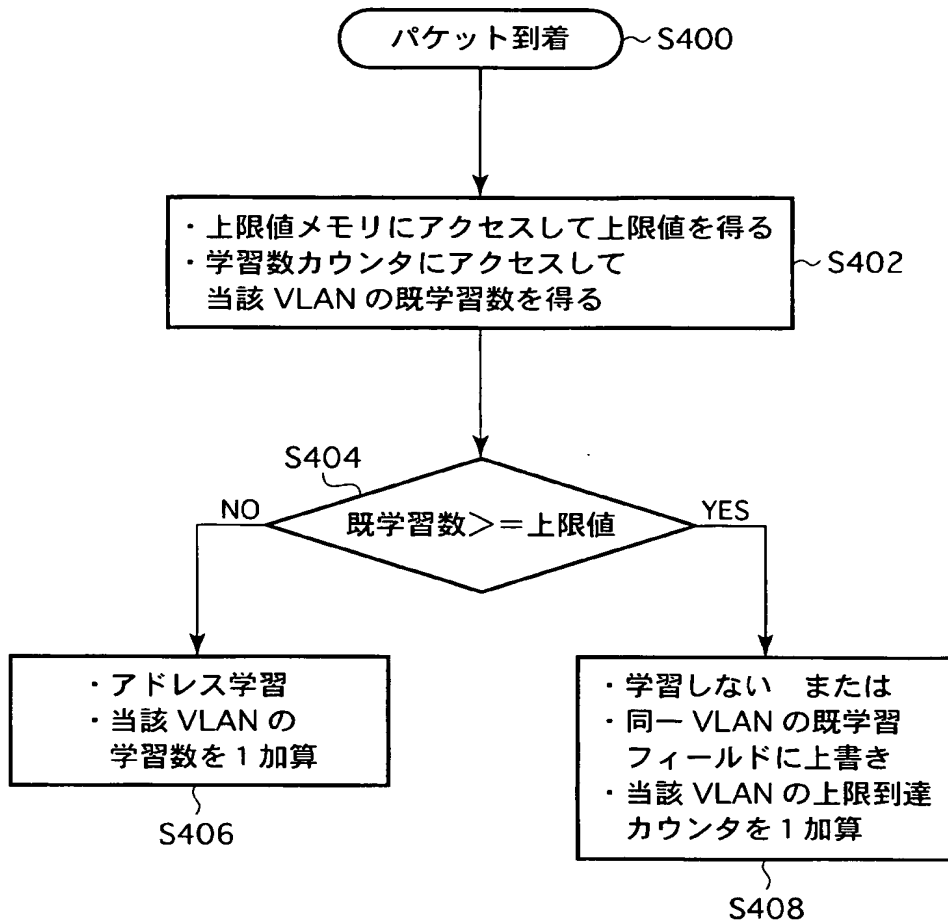 パケット到着
S400
・上限値メモリにアクセスして上限値を得る
・学習数カウンタにアクセスして
当該 VLAN の既学習数を得る
S402
S404
NO
既学習数>=上限値
YES
・アドレス学習
・当該 VLAN の
学習数を1加算
S406
・学習しない または
・同一 VLAN の既学習
フィールドに上書き
・当該 VLAN の上限到達
カウンタを1加算
S408